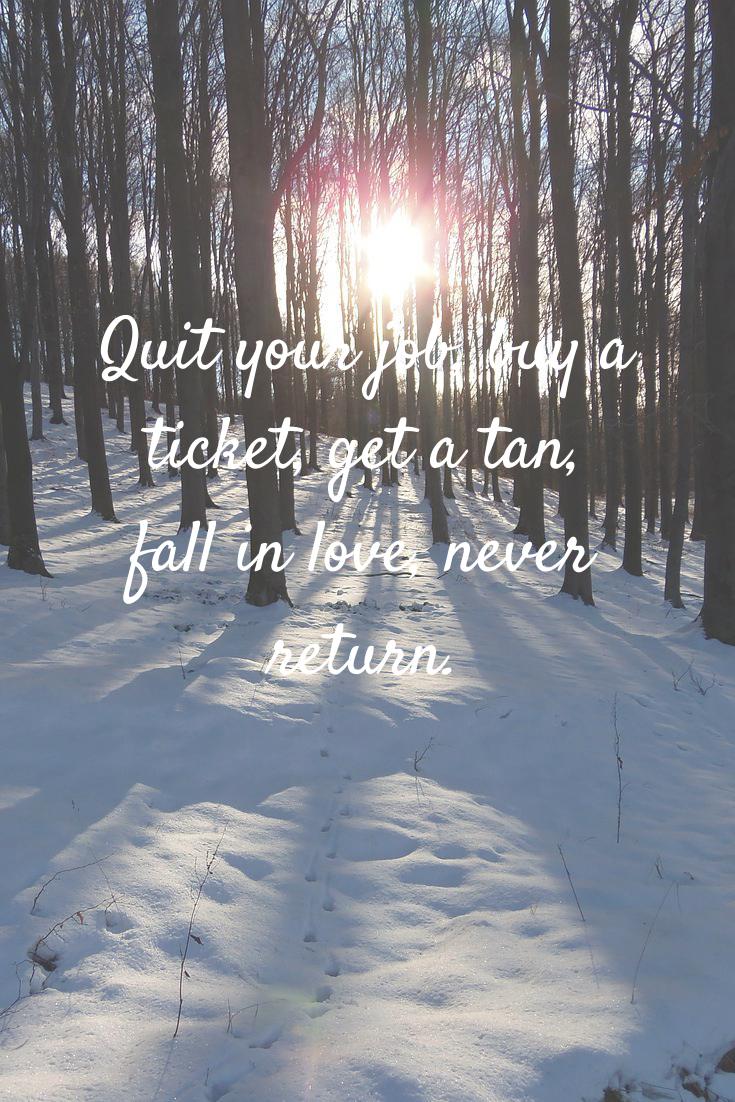 Quit your job, buy a
ticket, get a tan,
fall in love, never
return.